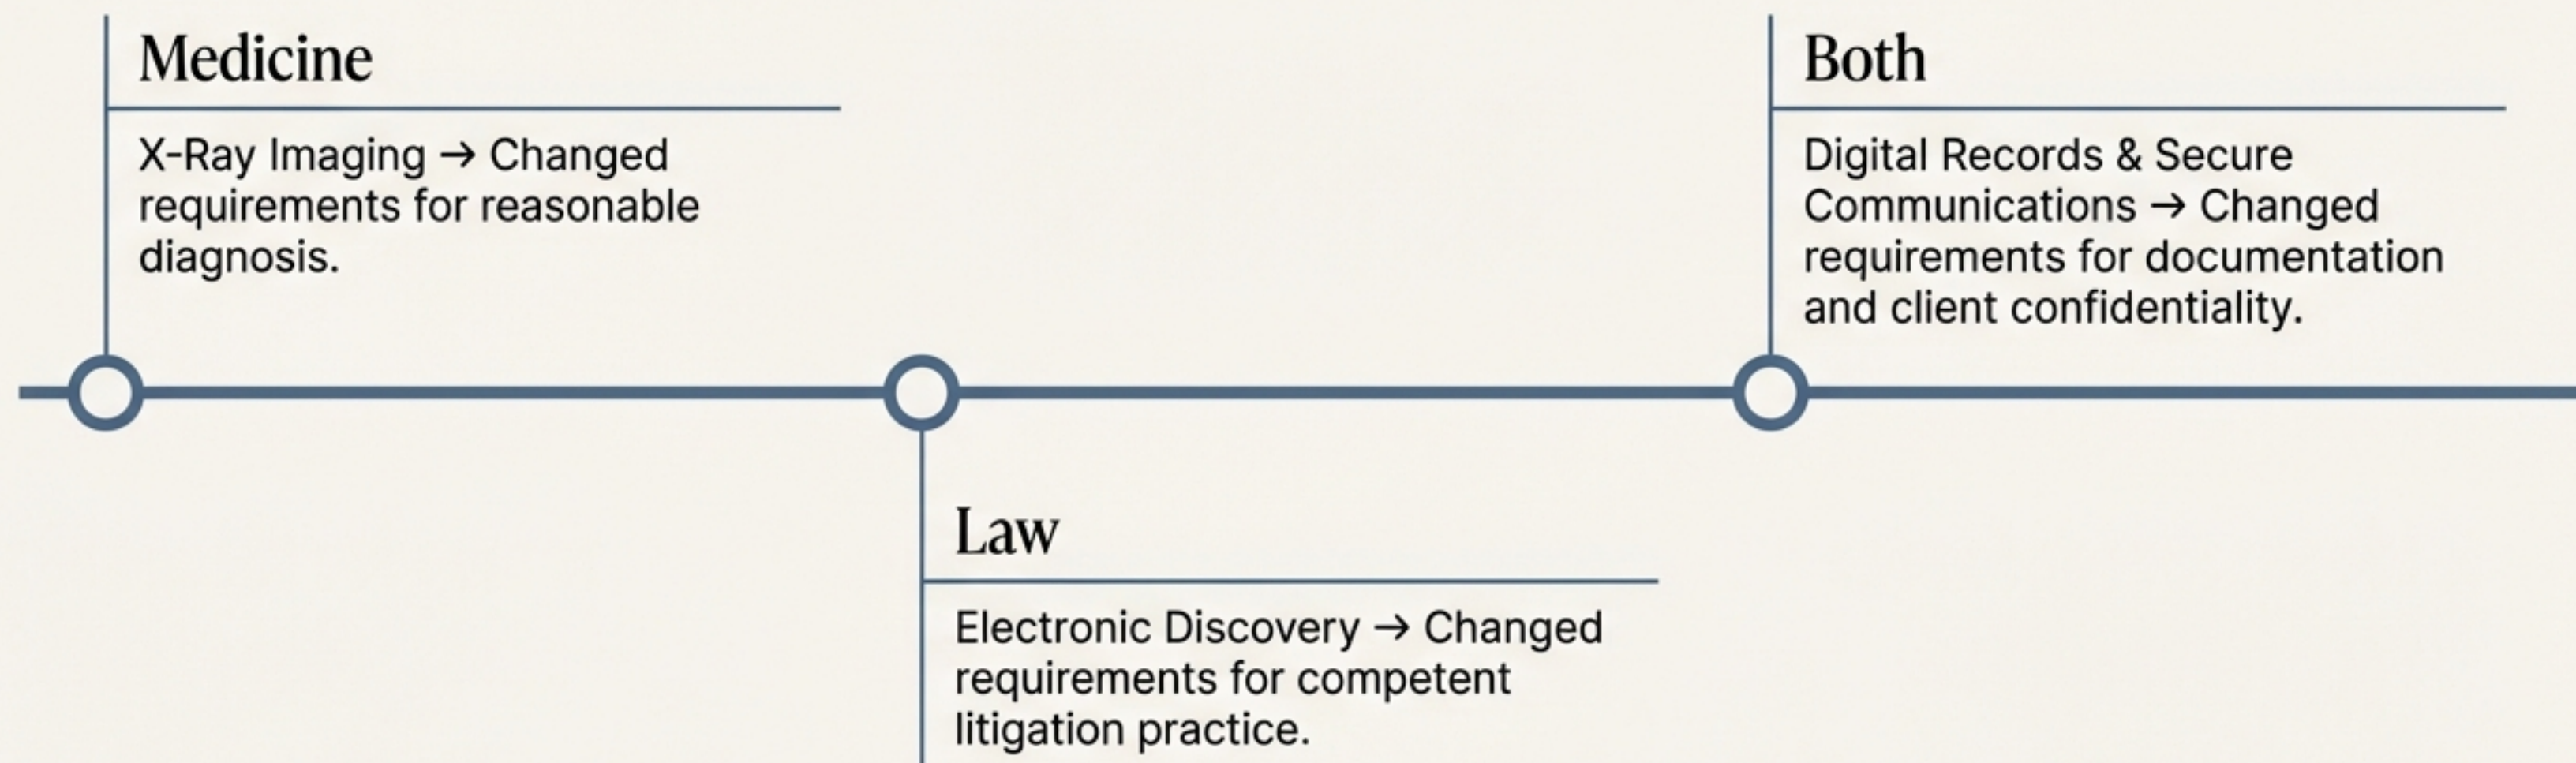 Medicine
X-Ray Imaging → Changed
requirements for reasonable
diagnosis.
Law
Electronic Discovery → Changed
requirements for competent
litigation practice.
Both
Digital Records & Secure
Communications → Changed
requirements for documentation
and client confidentiality.